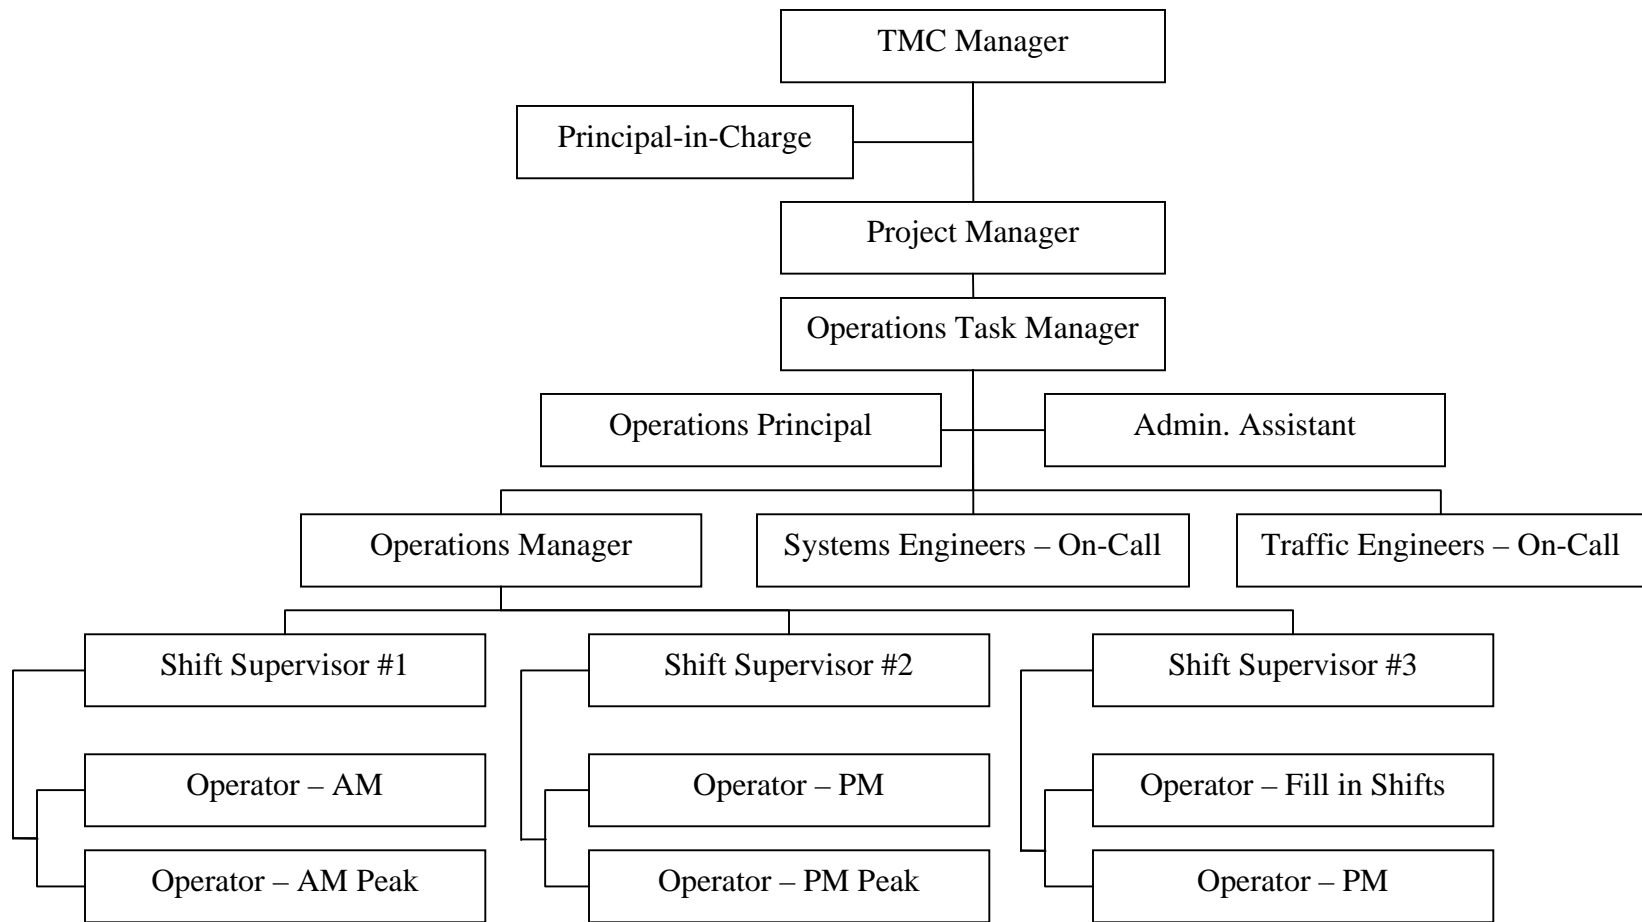 TMC Manager
Principal-in-Charge
Project Manager
Operations Task Manager
Operations Principal
Admin. Assistant
Operations Manager
Systems Engineers – On-Call
Traffic Engineers – On-Call
Shift Supervisor #1
Shift Supervisor #2
Shift Supervisor #3
Operator – AM
Operator – PM
Operator – Fill in Shifts
Operator – AM Peak
Operator – PM Peak
Operator – PM